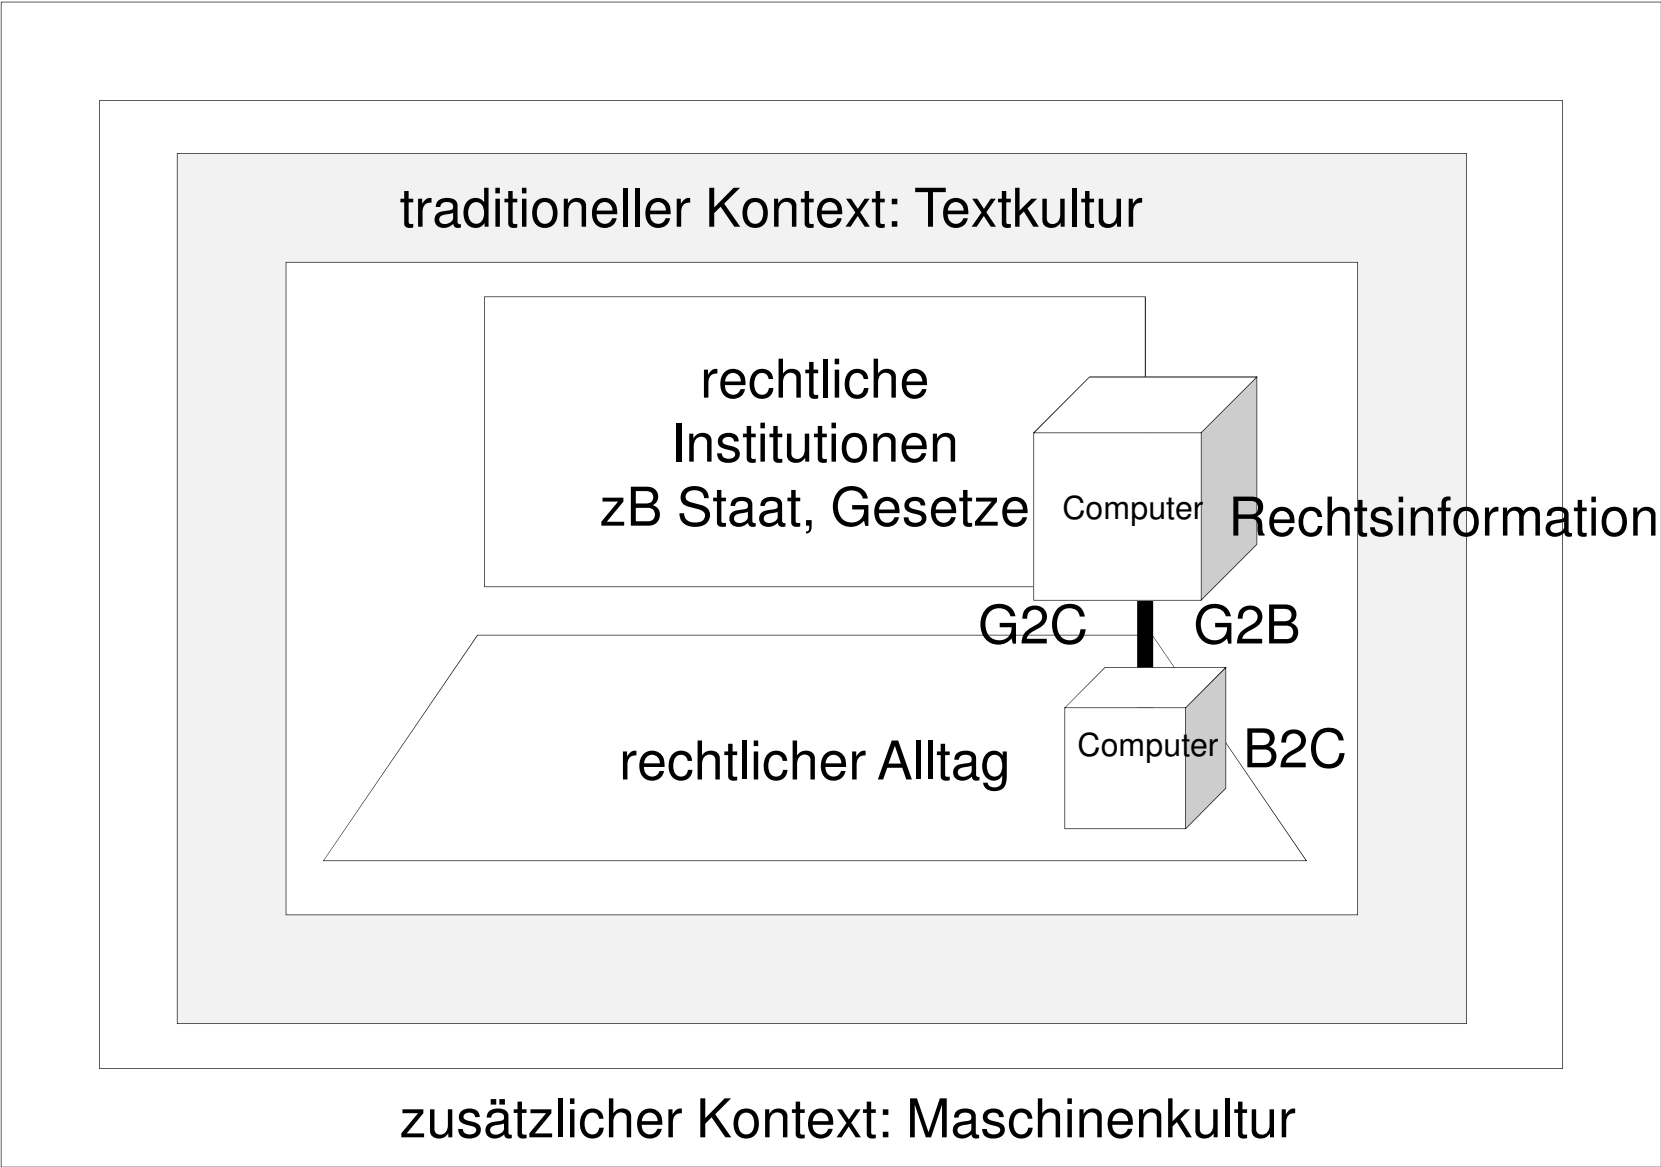 traditioneller Kontext: Textkultur
rechtliche
Institutionen
zB Staat, Gesetze
Computer
Rechtsinformation
G2C
G2B
rechtlicher Alltag
Computer
B2C
zusätzlicher Kontext: Maschinenkultur